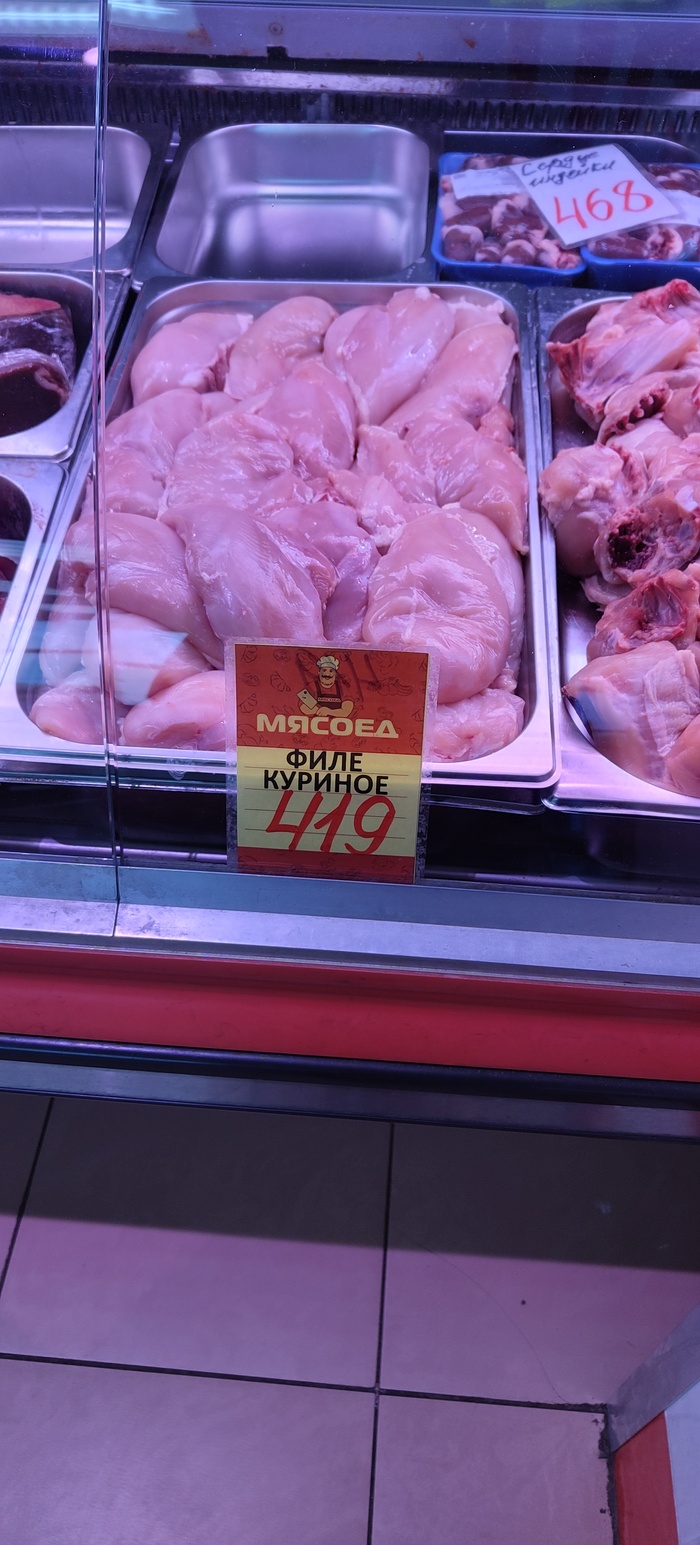 Сердце
индейки
468
МЯСОЕД
ФИЛЕ
КУРИНОЕ
419